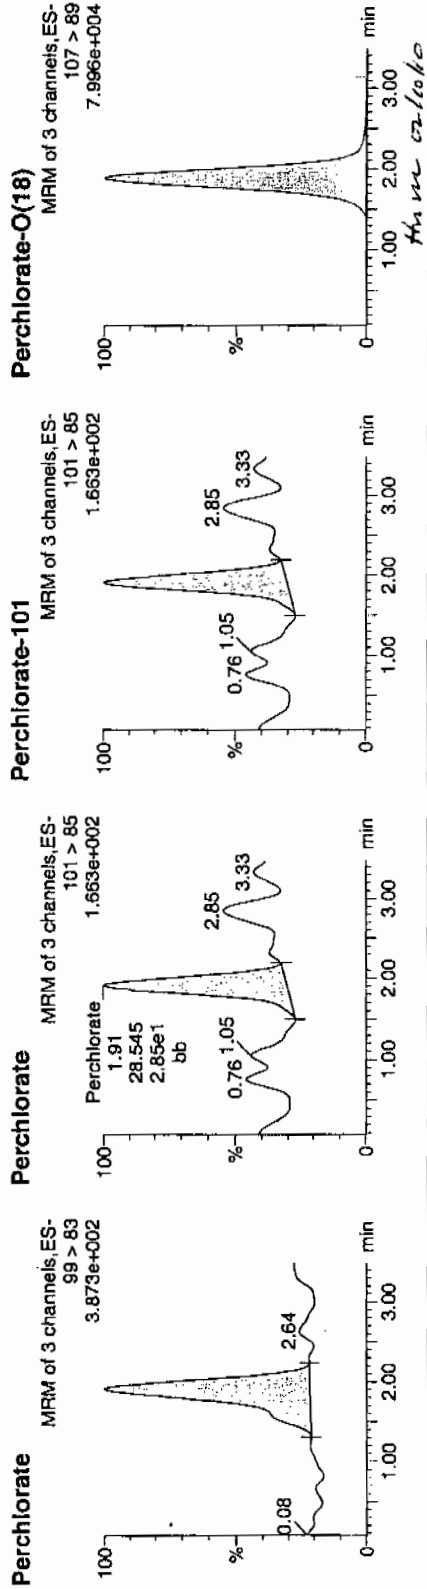 Perchlorate
MRM of 3 channels,ES-
99 > 83
3.873e+002
100
%
0
0.08
2.64
1.00
2.00
3.00
min
Perchlorate
MRM of 3 channels,ES-
101 > 85
1.663e+002
100
Perchlorate
1.91
28.545
2.85e1
bb
%
0
0.76
1.05
2.85
3.33
1.00
2.00
3.00
min
Perchlorate-101
MRM of 3 channels,ES-
101 > 85
1.663e+002
100
%
0
0.76
1.05
2.85
3.33
1.00
2.00
3.00
min
Perchlorate-O(18)
MRM of 3 channels,ES-
107 > 89
7.996e+004
100
%
0
1.00
2.00
3.00
min